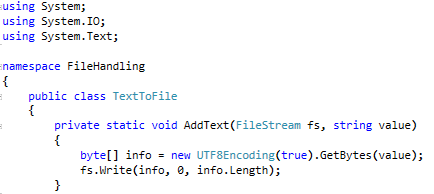 using System;
using System.IO;
using System.Text;
namespace FileHandling
{
public class TextToFile
{
private static void AddText(FileStream fs, string value)
{
byte[] info = new UTF8Encoding(true).GetBytes(value);
fs.Write(info, 0, info.Length);
}